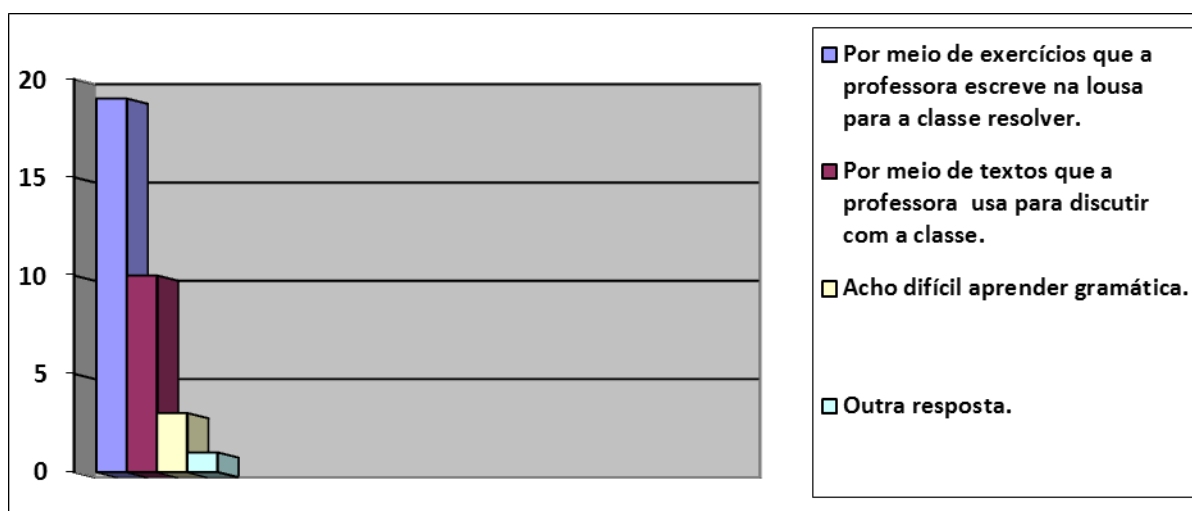 20
15
10
5
0
Por meio de exercícios que a
professora escreve na lousa
para a classe resolver.
Por meio de textos que a
professora  usa para discutir
com a classe.
Acho difícil aprender gramática.
Outra resposta.